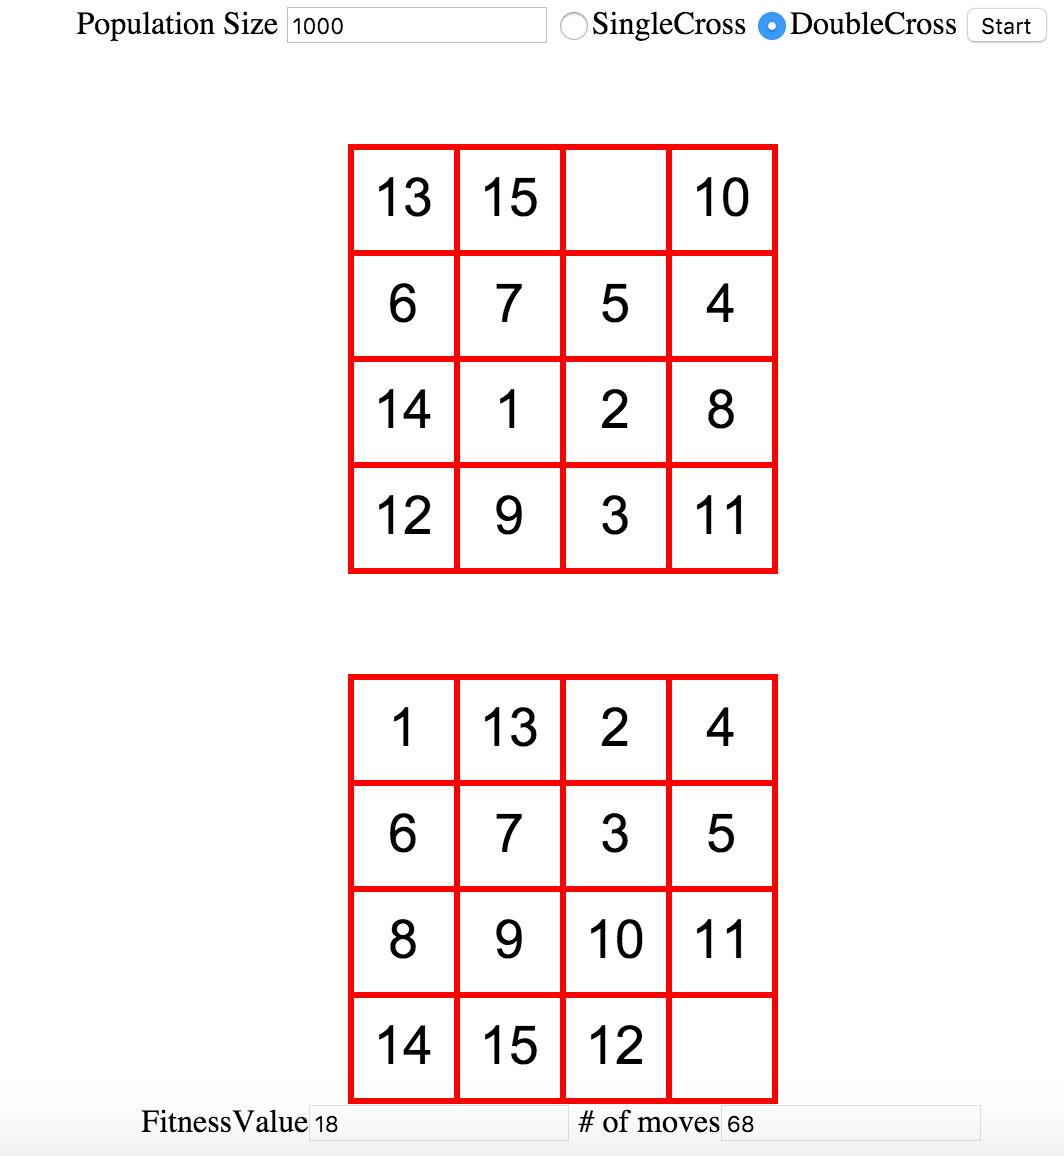 Population Size 1000 SingleCross DoubleCross Start
13 15 10
6 7 5 4
14 1 2 8
12 9 3 11
1 13 2 4
6 7 3 5
8 9 10 11
14 15 12
FitnessValue 18 # of moves 68